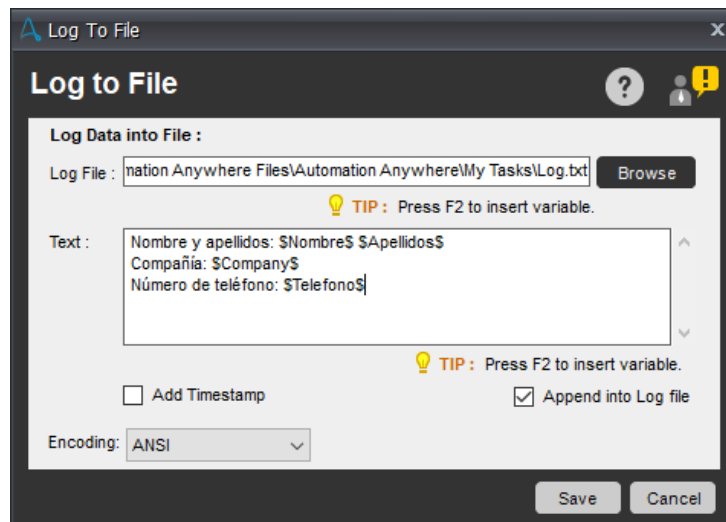 Log To File
x
Log to File
?
!
Log Data into File :
Log File : nation Anywhere Files\Automation Anywhere\My Tasks\Log.txt Browse
TIP : Press F2 to insert variable.
Text : Nombre y apellidos: $Nombre$ $Apellidos$
Compañía: $Company$
Número de teléfono: $Telefono$
TIP : Press F2 to insert variable.
Add Timestamp Append into Log file
Encoding: ANSI
Save Cancel